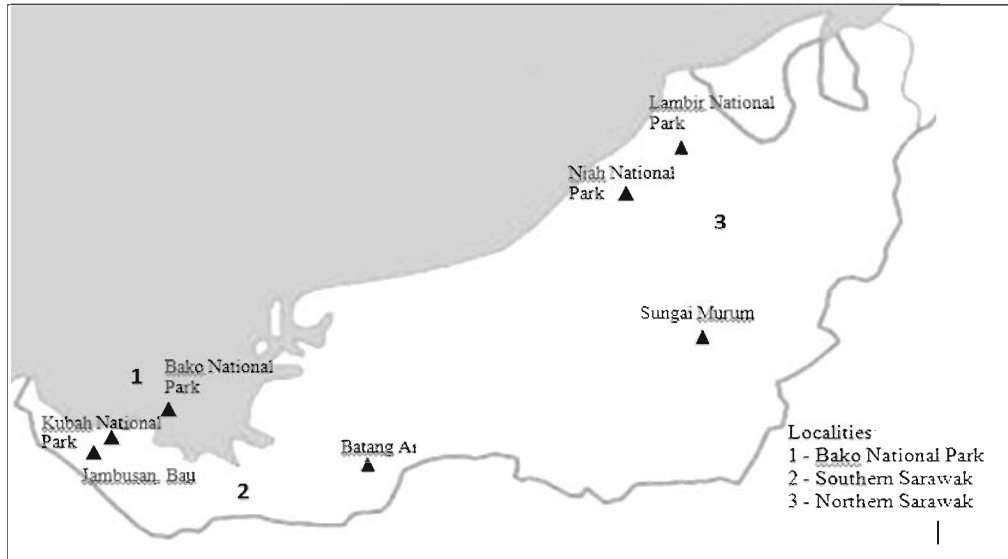 Lambir National
Park
Niah National
Park
3
Sungai Murum
1
Bako National
Park
Kubah National
Park
Jambusan, Bau
Batang Ai
2
Localities
1 - Bako National Park
2 - Southern Sarawak
3 - Northern Sarawak